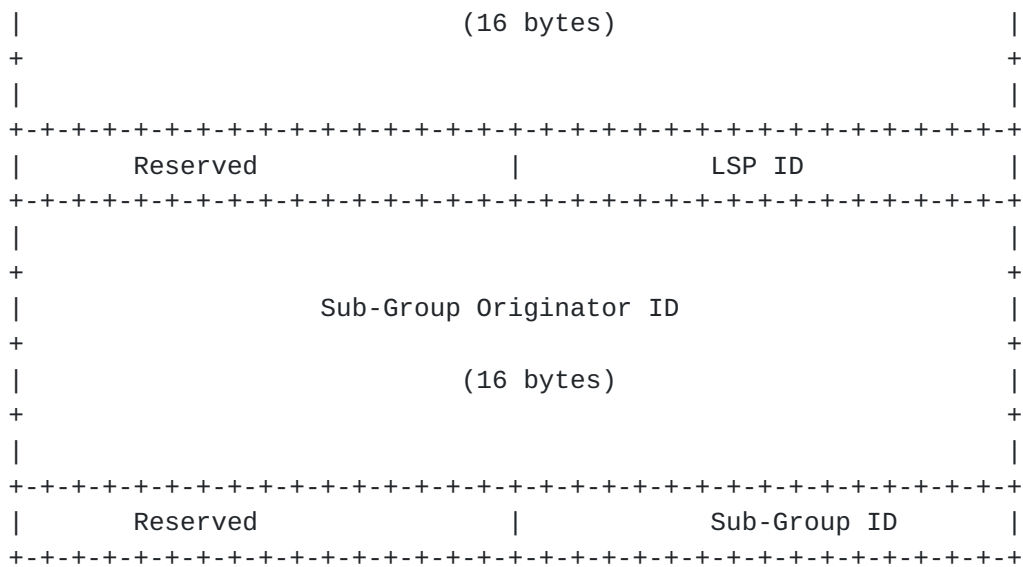 |                             (16 bytes)                         |
+                                                                +
|                                                                |
+-+-+-+-+-+-+-+-+-+-+-+-+-+-+-+-+-+-+-+-+-+-+-+-+-+-+-+-+-+-+-+-+
|       Reserved                |            LSP ID             |
+-+-+-+-+-+-+-+-+-+-+-+-+-+-+-+-+-+-+-+-+-+-+-+-+-+-+-+-+-+-+-+-+
|                                                                |
+                                                                +
|                   Sub-Group Originator ID                      |
+                                                                +
|                             (16 bytes)                         |
+                                                                +
|                                                                |
+-+-+-+-+-+-+-+-+-+-+-+-+-+-+-+-+-+-+-+-+-+-+-+-+-+-+-+-+-+-+-+-+
|       Reserved                |            Sub-Group ID       |
+-+-+-+-+-+-+-+-+-+-+-+-+-+-+-+-+-+-+-+-+-+-+-+-+-+-+-+-+-+-+-+-+